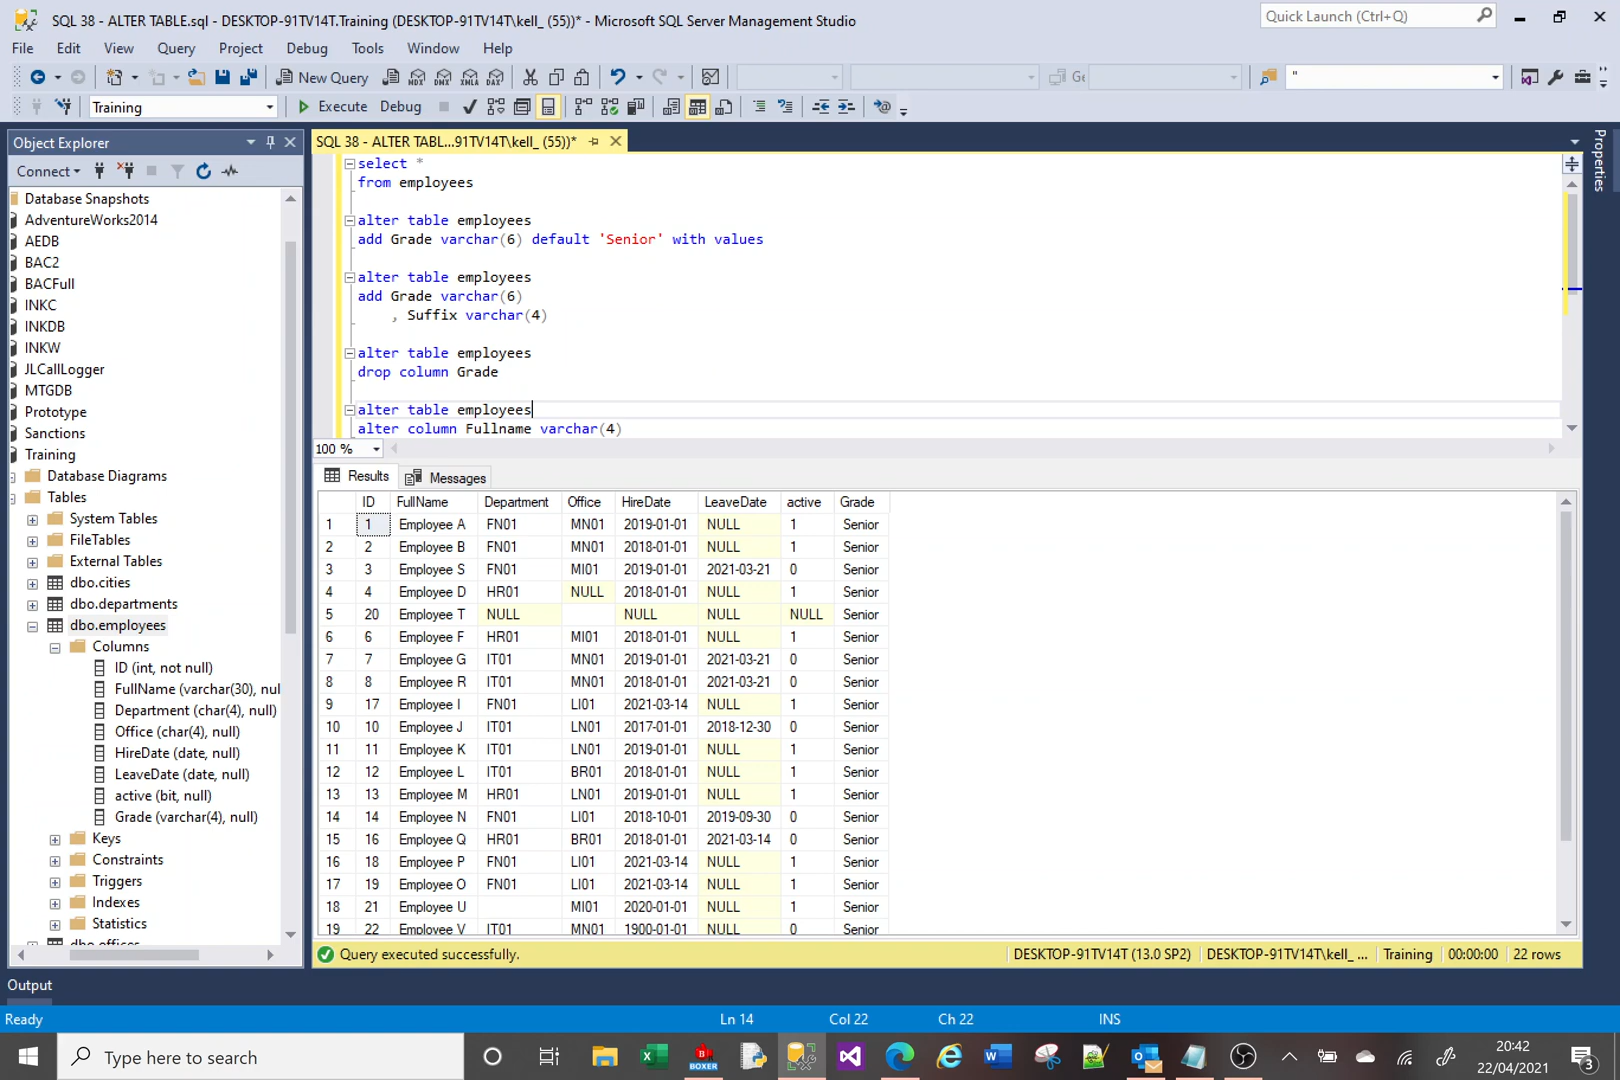 SQL 38 - ALTER TABLE.sql - DESKTOP-91TV14T.Training (DESKTOP-91TV14T\kell_ (55))* - Microsoft SQL Server Management Studio
Quick Launch (Ctrl+Q)
File Edit View Query Project Debug Tools Window Help
New Query MDX DMX XMLA DAX Ge "
Training Execute Debug
Object Explorer
SQL 38 - ALTER TABL...91TV14T\kell_ (55))*
Properties
Connect
Database Snapshots
AdventureWorks2014
AEDB
BAC2
BACFull
INKC
INKDB
INKW
JLCallLogger
MTGDB
Prototype
Sanctions
Training
Database Diagrams
Tables
System Tables
FileTables
External Tables
dbo.cities
dbo.departments
dbo.employees
Columns
ID (int, not null)
FullName (varchar(30), nul
Department (char(4), null)
Office (char(4), null)
HireDate (date, null)
LeaveDate (date, null)
active (bit, null)
Grade (varchar(4), null)
Keys
Constraints
Triggers
Indexes
Statistics
dbo.offices
select *
from employees
alter table employees
add Grade varchar(6) default 'Senior' with values
alter table employees
add Grade varchar(6)
, Suffix varchar(4)
alter table employees
drop column Grade
alter table employees
alter column Fullname varchar(4)
100 %
Results Messages
ID FullName Department Office HireDate LeaveDate active Grade
1 1 Employee A FN01 MN01 2019-01-01 NULL 1 Senior
2 2 Employee B FN01 MN01 2018-01-01 NULL 1 Senior
3 3 Employee S FN01 MI01 2019-01-01 2021-03-21 0 Senior
4 4 Employee D HR01 NULL 2018-01-01 NULL 1 Senior
5 20 Employee T NULL NULL NULL NULL Senior
6 6 Employee F HR01 MI01 2018-01-01 NULL 1 Senior
7 7 Employee G IT01 MN01 2019-01-01 2021-03-21 0 Senior
8 8 Employee R IT01 MN01 2018-01-01 2021-03-21 0 Senior
9 17 Employee I FN01 LI01 2021-03-14 NULL 1 Senior
10 10 Employee J IT01 LN01 2017-01-01 2018-12-30 0 Senior
11 11 Employee K IT01 LN01 2019-01-01 NULL 1 Senior
12 12 Employee L IT01 BR01 2018-01-01 NULL 1 Senior
13 13 Employee M HR01 LN01 2019-01-01 NULL 1 Senior
14 14 Employee N FN01 LI01 2018-10-01 2019-09-30 0 Senior
15 16 Employee Q HR01 BR01 2018-01-01 2021-03-14 0 Senior
16 18 Employee P FN01 LI01 2021-03-14 NULL 1 Senior
17 19 Employee O FN01 LI01 2021-03-14 NULL 1 Senior
18 21 Employee U MI01 2020-01-01 NULL 1 Senior
19 22 Employee V IT01 MN01 1900-01-01 NULL 0 Senior
Query executed successfully. DESKTOP-91TV14T (13.0 SP2) DESKTOP-91TV14T\kell_ ... Training 00:00:00 22 rows
Output
Ready Ln 14 Col 22 Ch 22 INS
Type here to search
BOXER
20:42
22/04/2021
3